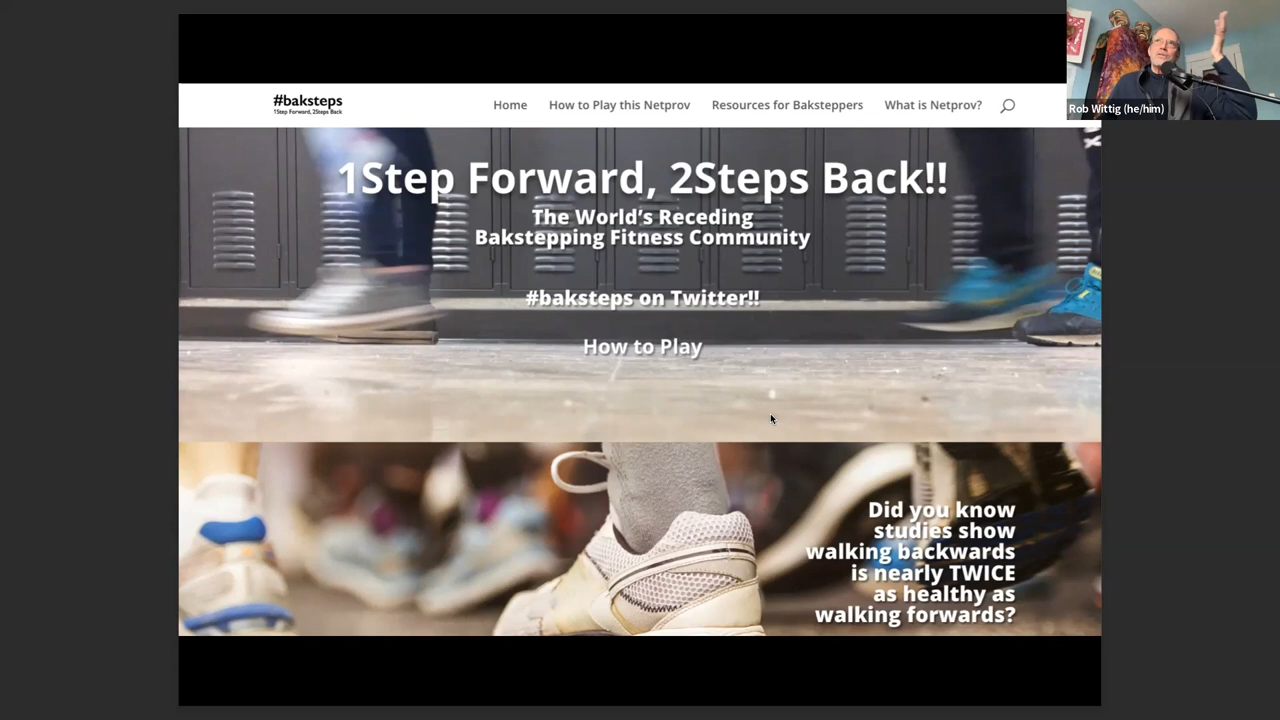 Rob Wittig (he/him)
#baksteps
1Step Forward, 2Steps Back
Home
How to Play this Netprov
Resources for Baksteppers
What is Netprov?
1Step Forward, 2Steps Back!!
The World's Receding
Bakstepping Fitness Community
#baksteps on Twitter!!
How to Play
Did you know
studies show
walking backwards
is nearly TWICE
as healthy as
walking forwards?